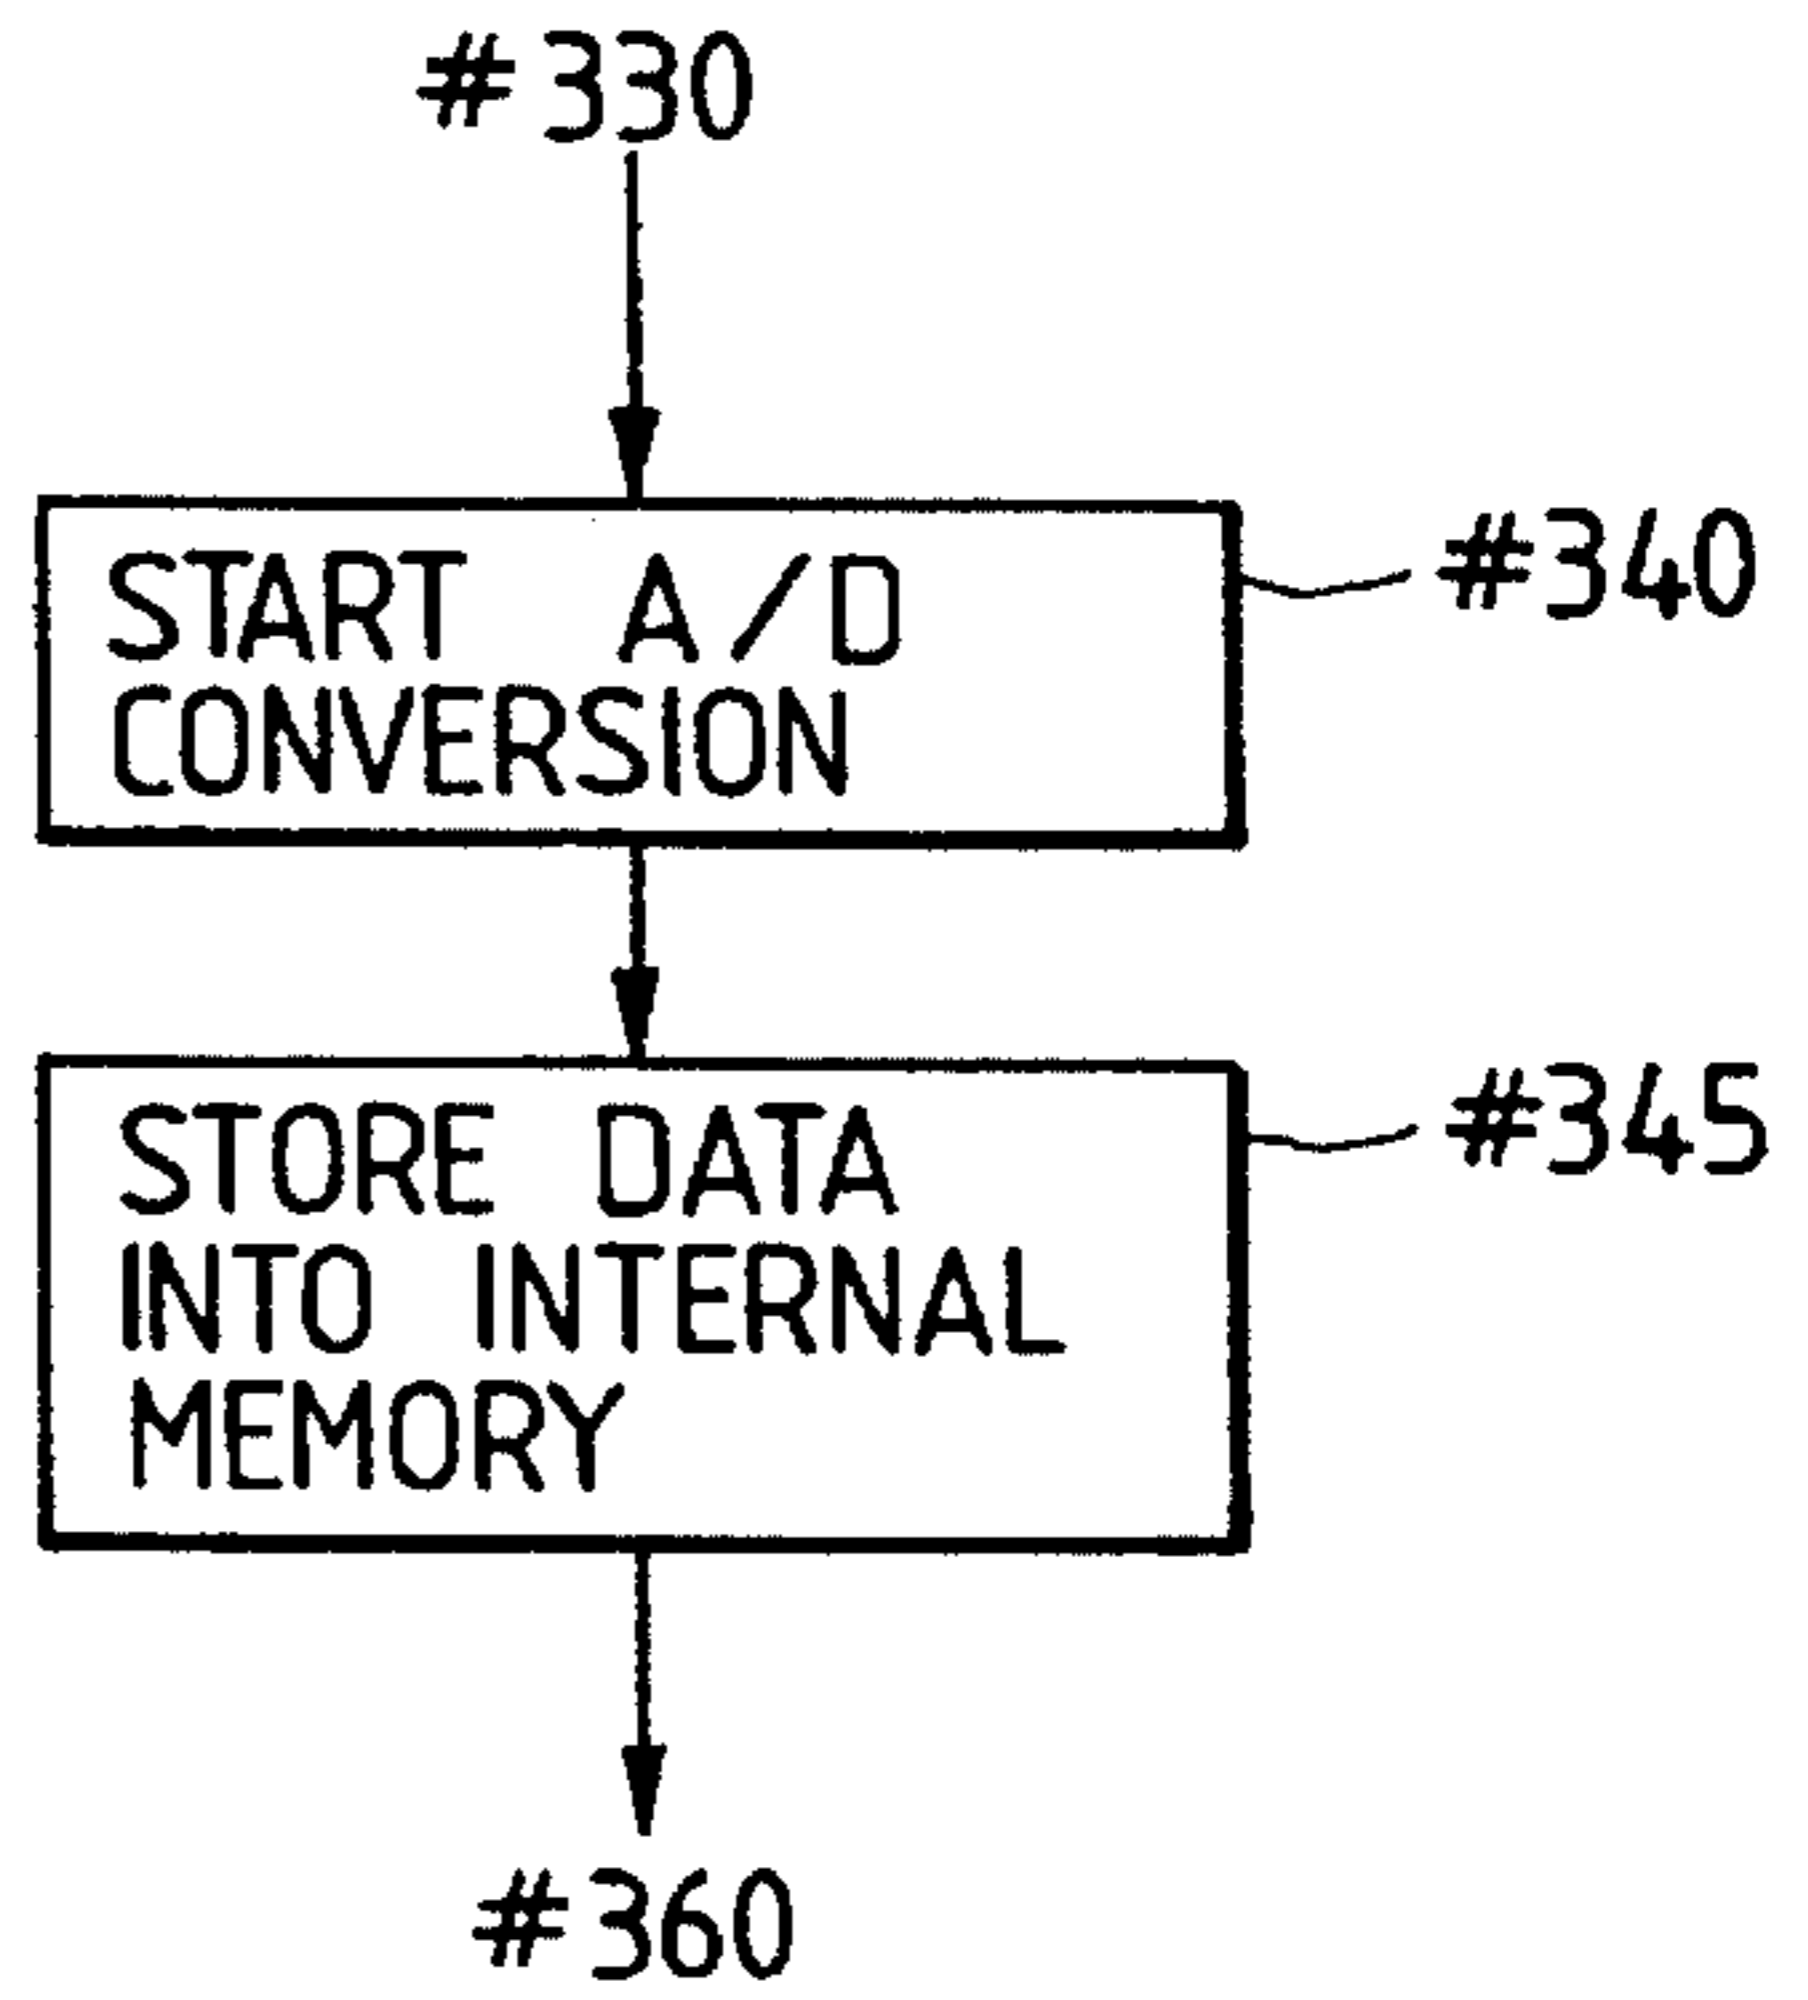 #330
START A/D
CONVERSION
#340
STORE DATA
INTO INTERNAL
MEMORY
#345
#360